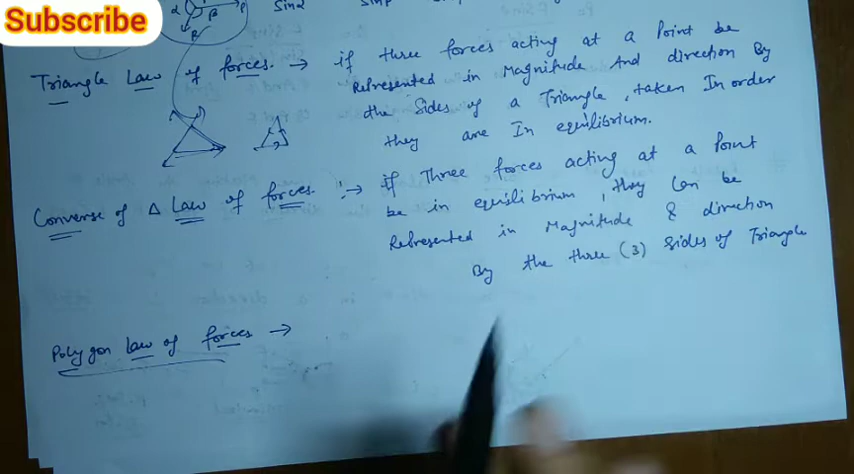 Subscribe
α β P Sinα Sinβ
R
Triangle Law of forces. → if three forces acting at a Point be
Represented in Magnitude And direction By
the Sides of a Triangle, taken In order
they are In equilibrium.
Converse of Δ Law of forces :→ if Three forces acting at a Point
be in equilibrium, they Can be
Represented in Magnitude & direction
By the three (3) sides of Triangle
Polygon Law of forces →